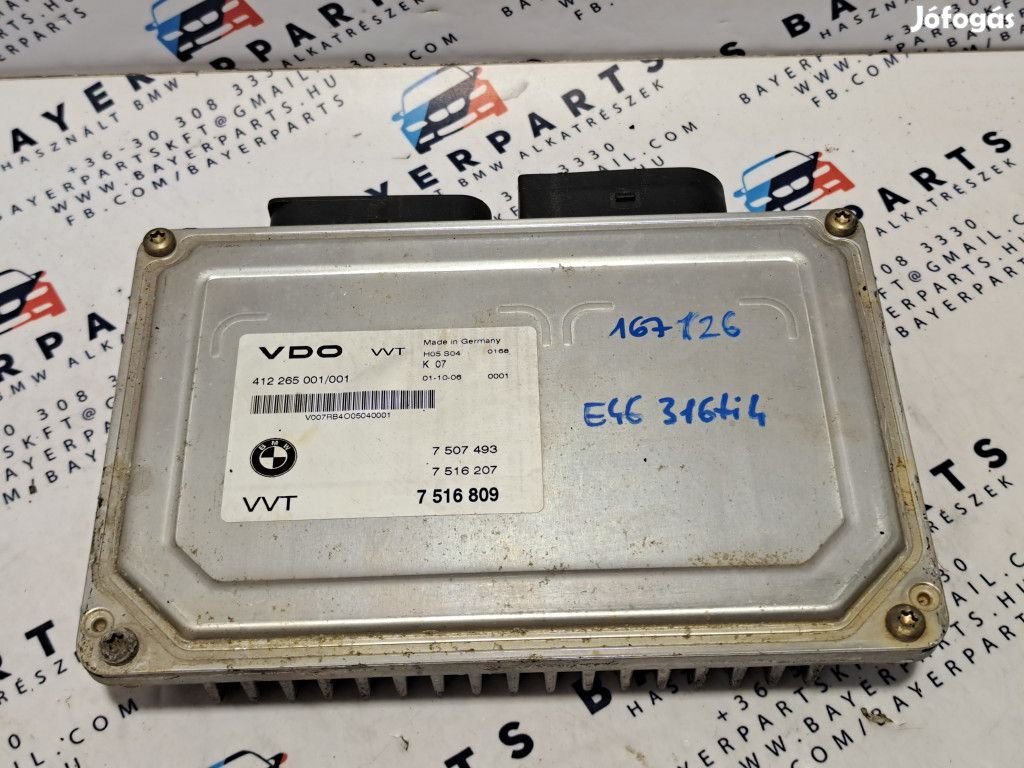 Jófogás
BAYERPARTS
HASZNÁLT BMW ALKATRÉSZEK
+36-30 308 3330
BAYERPARTSKFT@GMAIL.COM
WWW.BAYERPARTS.HU
FB.COM/BAYERPARTS
VDO VVT
Made in Germany
H05 S04 0168
K 07
412 265 001/001
01-10-06 0001
V007RB4O05040001
BMW
7 507 493
7 516 207
VVT 7 516 809
167126
E46 316ti4